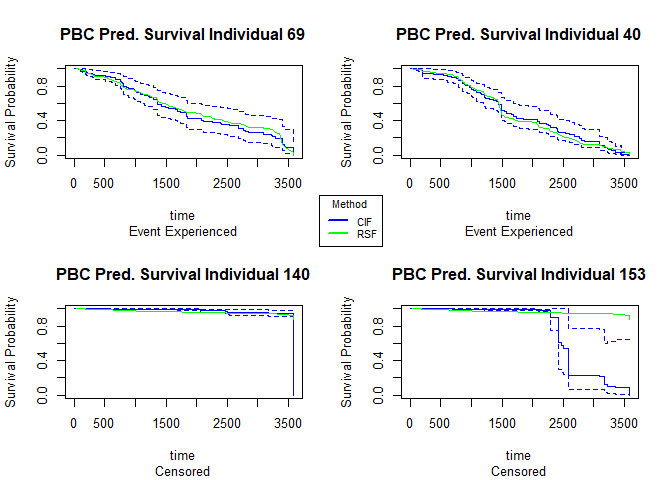 PBC Pred. Survival Individual 69
Survival Probability
0.0 0.4 0.8
0 500 1500 2500 3500
time
Event Experienced
PBC Pred. Survival Individual 40
Survival Probability
0.0 0.4 0.8
0 500 1500 2500 3500
time
Event Experienced
Method
CIF
RSF
PBC Pred. Survival Individual 140
Survival Probability
0.0 0.4 0.8
0 500 1500 2500 3500
time
Censored
PBC Pred. Survival Individual 153
Survival Probability
0.0 0.4 0.8
0 500 1500 2500 3500
time
Censored